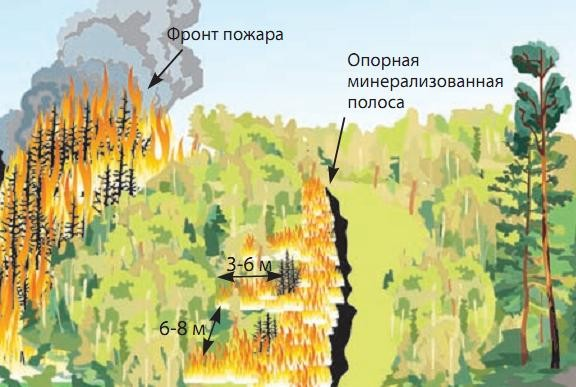 Фронт пожара
Опорная
минерализованная
полоса
3-6 м
6-8 м